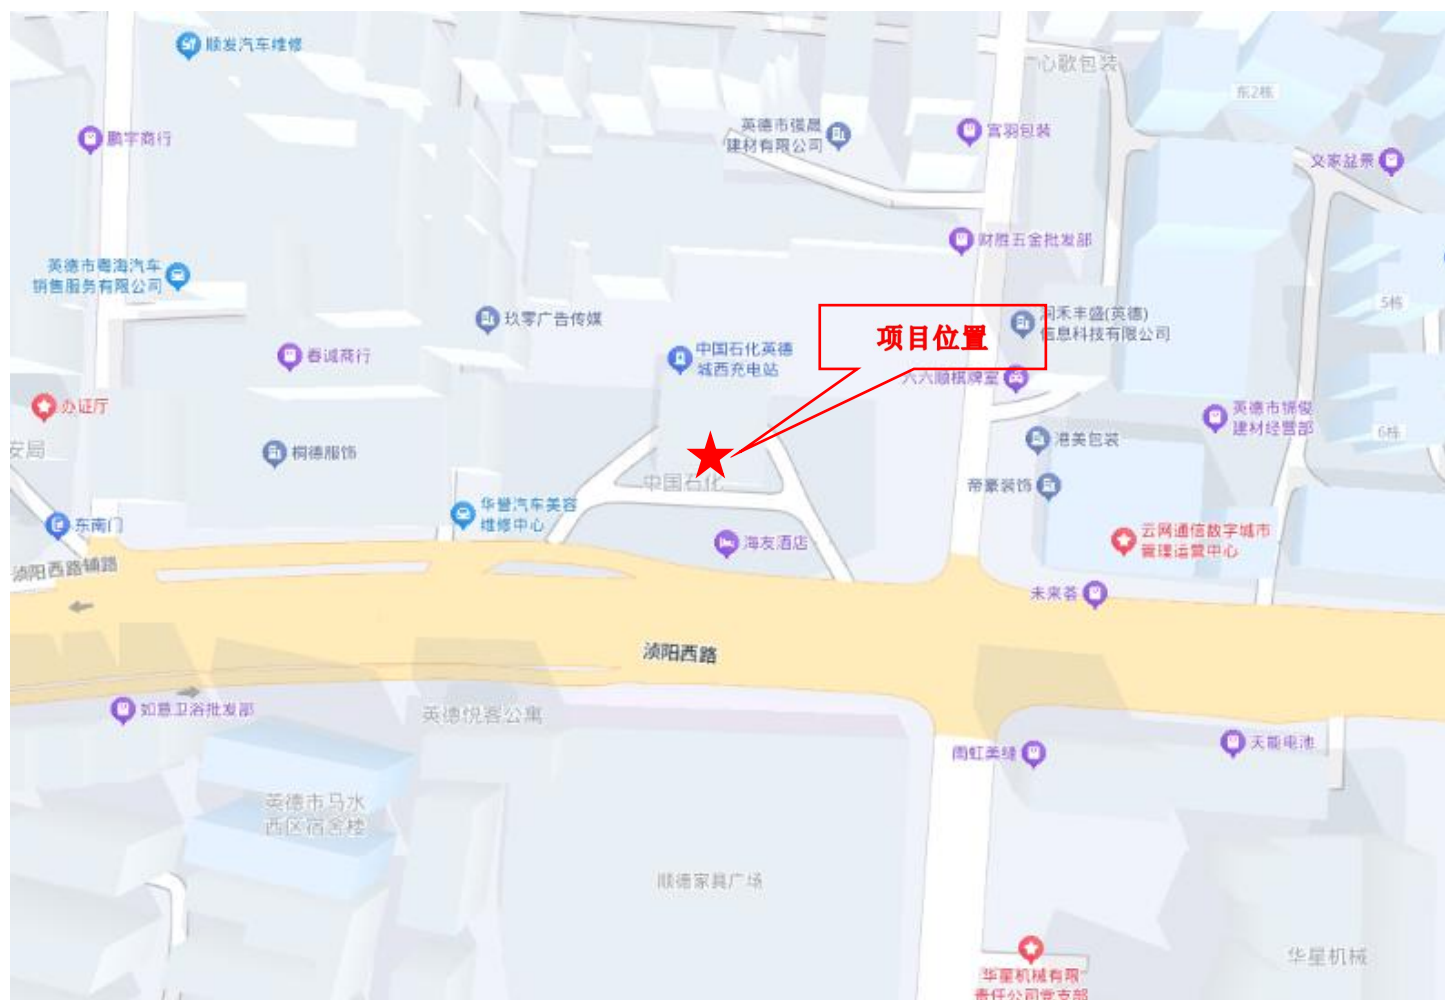 顺发汽车维修
心歌包装
东2栋
鹏宇商行
英德市强晟
建材有限公司
宫羽包装
文家盆景
财胜五金批发部
英德市粤海汽车
销售服务有限公司
5栋
玖零广告传媒
项目位置
润禾丰盛(英德)
信息科技有限公司
春诚商行
中国石化英德
城西充电站
六六顺棋牌室
办证厅
英德市锦俊
建材经营部
安局
桐德服饰
港美包装
6栋
中国石化
帝豪装饰
华誉汽车美容
维修中心
东南门
海友酒店
云网通信数字城市
管理运营中心
浈阳西路辅路
未来荟
浈阳西路
如意卫浴批发部
英德悦客公寓
雨虹美缝
天能电池
英德市马水
西区宿舍楼
顺德家具广场
华星机械
华星机械有限
责任公司党支部